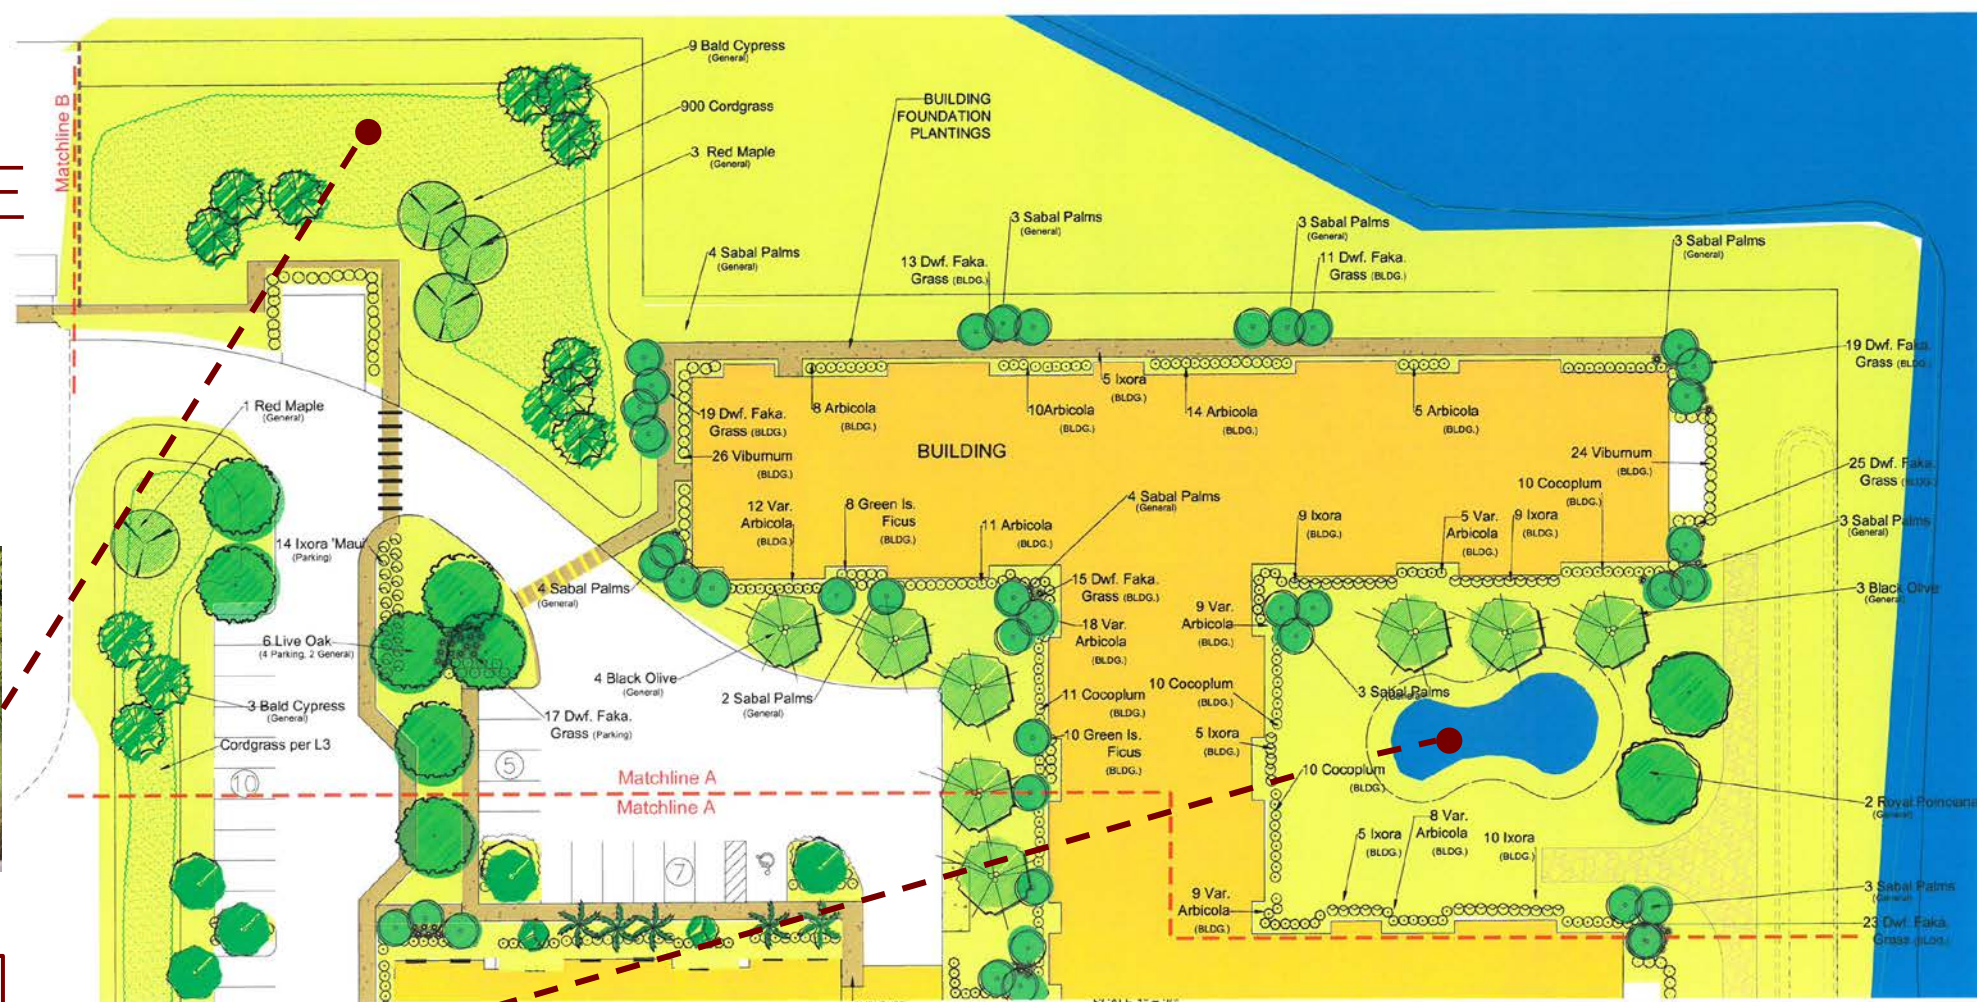 9 Bald Cypress
(General)
900 Cordgrass
3 Red Maple
(General)
BUILDING
FOUNDATION
PLANTINGS
Matchline B
3 Sabal Palms
(General)
3 Sabal Palms
(General)
3 Sabal Palms
(General)
4 Sabal Palms
(General)
13 Dwf. Faka.
Grass (BLDG.)
11 Dwf. Faka.
Grass (BLDG.)
19 Dwf. Faka.
Grass (BLDG.)
1 Red Maple
(General)
19 Dwf. Faka.
Grass (BLDG.)
8 Arbicola
(BLDG.)
10Arbicola
(BLDG.)
5 Ixora
(BLDG.)
14 Arbicola
(BLDG.)
5 Arbicola
(BLDG.)
BUILDING
26 Viburnum
(BLDG.)
24 Viburnum
(BLDG.)
25 Dwf. Faka.
Grass (BLDG.)
12 Var.
Arbicola
(BLDG.)
8 Green Is.
Ficus
(BLDG.)
11 Arbicola
(BLDG.)
4 Sabal Palms
(General)
9 Ixora
(BLDG.)
5 Var.
Arbicola
(BLDG.)
9 Ixora
(BLDG.)
10 Cocoplum
(BLDG.)
3 Sabal Palms
(General)
14 Ixora 'Maui'
(Parking)
4 Sabal Palms
(General)
15 Dwf. Faka.
Grass (BLDG.)
3 Black Olive
(General)
18 Var.
Arbicola
(BLDG.)
9 Var.
Arbicola
(BLDG.)
6 Live Oak
(4 Parking, 2 General)
4 Black Olive
(General)
2 Sabal Palms
(General)
11 Cocoplum
(BLDG.)
10 Cocoplum
(BLDG.)
3 Sabal Palms
(General)
3 Bald Cypress
(General)
17 Dwf. Faka.
Grass (Parking)
10 Green Is.
Ficus
(BLDG.)
5 Ixora
(BLDG.)
Cordgrass per L3
10
5
10 Cocoplum
(BLDG.)
Matchline A
Matchline A
2 Royal Poinciana
(General)
5 Ixora
(BLDG.)
8 Var.
Arbicola
(BLDG.)
10 Ixora
(BLDG.)
7
9 Var.
Arbicola
(BLDG.)
3 Sabal Palms
(General)
23 Dwf. Faka.
Grass (BLDG.)